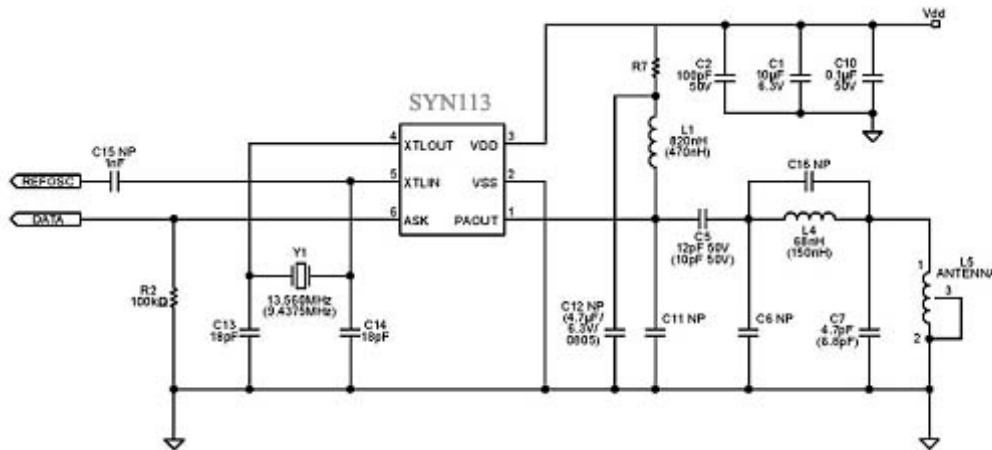 Vdd
R7
C2
100pF
50V
C1
10µF
6.3V
C10
0.1µF
50V
SYN113
4
XTLOUT
VDD
3
5
XTLIN
VSS
2
6
ASK
PAOUT
1
L1
820nH
(470nH)
C15 NP
1nF
REFOSC
DATA
C16 NP
C5
12pF 50V
(10pF 50V)
L4
68nH
(150nH)
Y1
13.560MHz
(9.4375MHz)
R2
100kΩ
C13
18pF
C14
18pF
C12 NP
(4.7µF/
6.3V/
0805)
C11 NP
C6 NP
C7
4.7pF
(6.8pF)
1
L5
ANTENNA
3
2